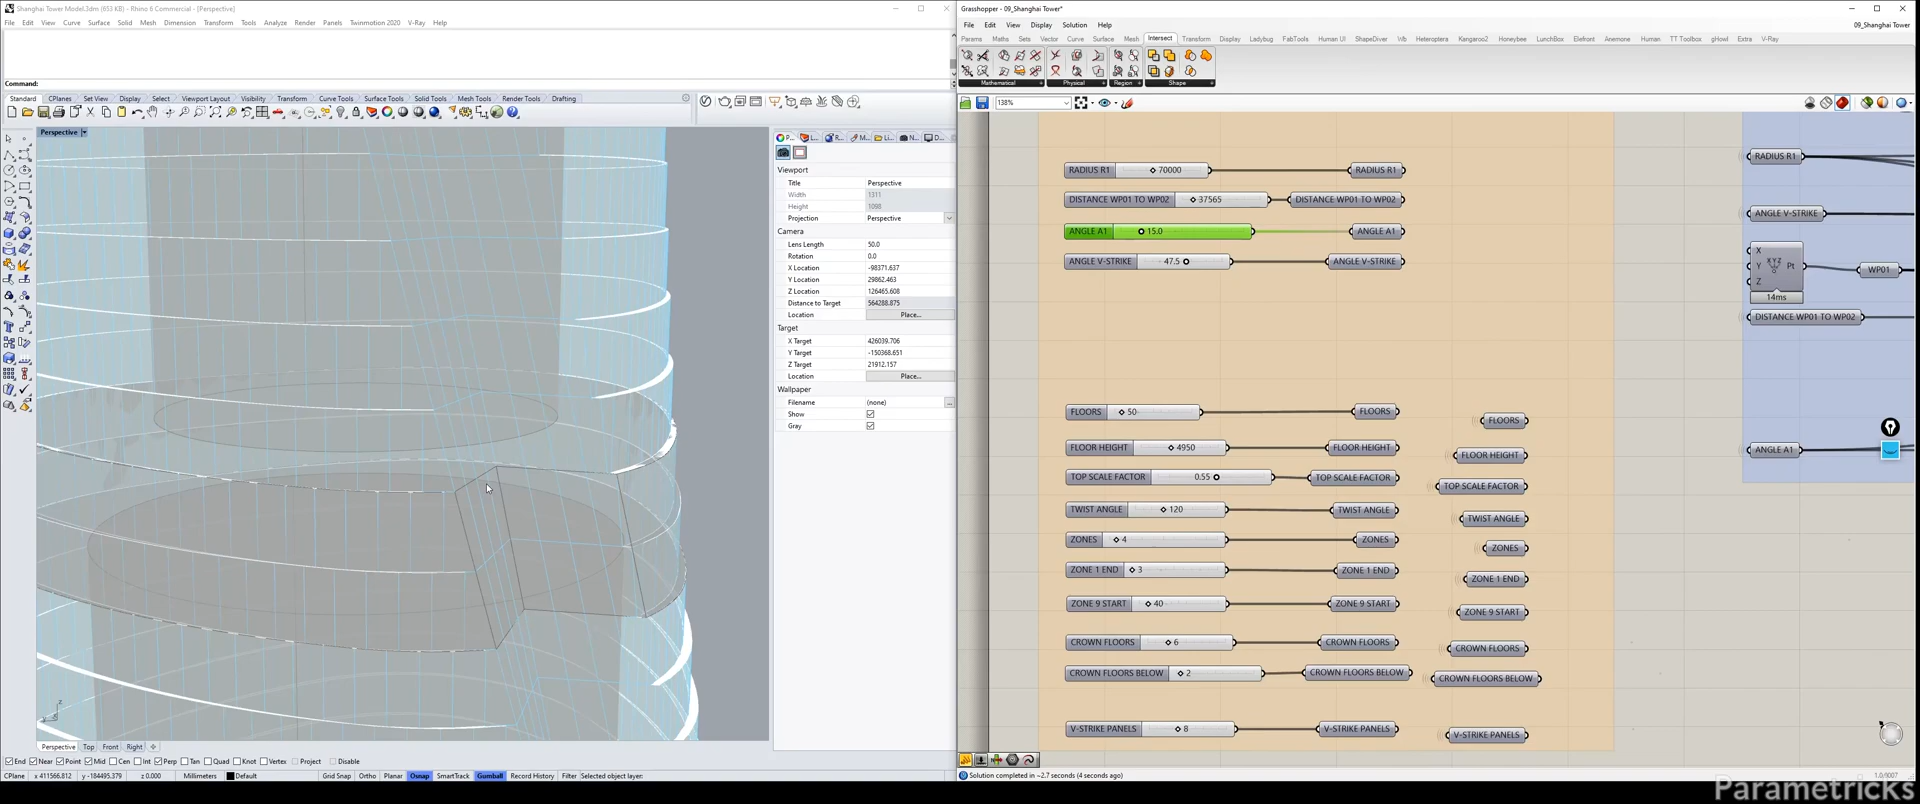 Shanghai Tower Model.3dm (653 KB) - Rhino 6 Commercial - [Perspective]
File Edit View Curve Surface Solid Mesh Dimension Transform Tools Analyze Render Panels Twinmotion 2020 V-Ray Help
Command:
Standard CPlanes Set View Display Select Viewport Layout Visibility Transform Curve Tools Surface Tools Solid Tools Mesh Tools Render Tools Drafting
Perspective
P... L... R... M... Li... N... D...
Viewport
Title Perspective
Width 1311
Height 1098
Projection Perspective
Camera
Lens Length 50.0
Rotation 0.0
X Location -98371.637
Y Location 29862.463
Z Location 126465.608
Distance to Target 564288.875
Location Place...
Target
X Target 426039.706
Y Target -150368.651
Z Target 21912.157
Location Place...
Wallpaper
Filename (none) ...
Show
Gray
z
Perspective Top Front Right
End Near Point Mid Cen Int Perp Tan Quad Knot Vertex Project Disable
CPlane x 411566.812 y -184495.379 z 0.000 Millimeters Default Grid Snap Ortho Planar Osnap SmartTrack Gumball Record History Filter Selected object layer:
Grasshopper - 09_Shanghai Tower*
File Edit View Display Solution Help
09_Shanghai Tower
Params Maths Sets Vector Curve Surface Mesh Intersect Transform Display Ladybug FabTools Human UI ShapeDiver Wb Heteroptera Kangaroo2 Honeybee LunchBox Elefront Anemone Human TT Toolbox gHowl Extra V-Ray
Mathematical Physical Region Shape
138%
RADIUS R1 70000 RADIUS R1
DISTANCE WP01 TO WP02 37565 DISTANCE WP01 TO WP02
ANGLE A1 15.0 ANGLE A1
ANGLE V-STRIKE 47.5 ANGLE V-STRIKE
FLOORS 50 FLOORS FLOORS
FLOOR HEIGHT 4950 FLOOR HEIGHT FLOOR HEIGHT
TOP SCALE FACTOR 0.55 TOP SCALE FACTOR TOP SCALE FACTOR
TWIST ANGLE 120 TWIST ANGLE TWIST ANGLE
ZONES 4 ZONES ZONES
ZONE 1 END 3 ZONE 1 END ZONE 1 END
ZONE 9 START 40 ZONE 9 START ZONE 9 START
CROWN FLOORS 6 CROWN FLOORS CROWN FLOORS
CROWN FLOORS BELOW 2 CROWN FLOORS BELOW CROWN FLOORS BELOW
V-STRIKE PANELS 8 V-STRIKE PANELS V-STRIKE PANELS
RADIUS R1
ANGLE V-STRIKE
X
Y XYZ Pt WP01
Z
14ms
DISTANCE WP01 TO WP02
ANGLE A1
Solution completed in ~2.7 seconds (4 seconds ago)
1.0.0007
Parametricks